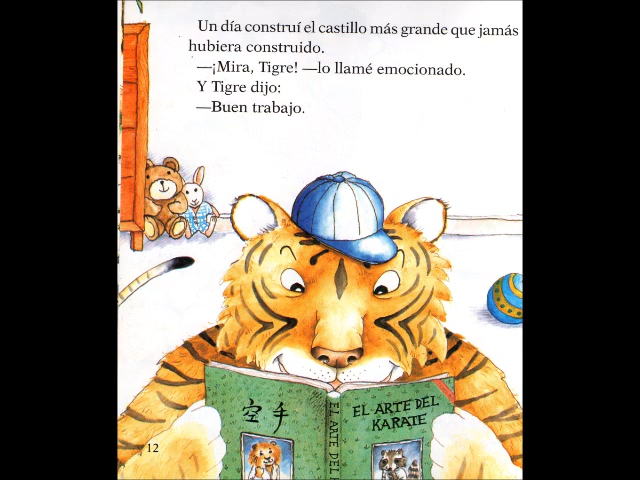 Un día construí el castillo más grande que jamás
hubiera construido.
—¡Mira, Tigre! —lo llamé emocionado.
Y Tigre dijo:
—Buen trabajo.
空手
EL ARTE DEL
EL ARTE DEL
KARATE
12